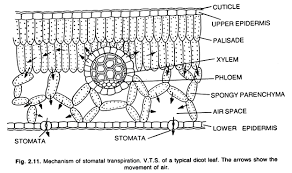 CUTICLE
UPPER EPIDERMIS
PALISADE
XYLEM
PHLOEM
SPONGY PARENCHYMA
AIR SPACE
LOWER EPIDERMIS
STOMATA
STOMATA
Fig. 2.11. Mechanism of stomatal transpiration. V.T.S. of a typical dicot leaf. The arrows show the
movement of air.